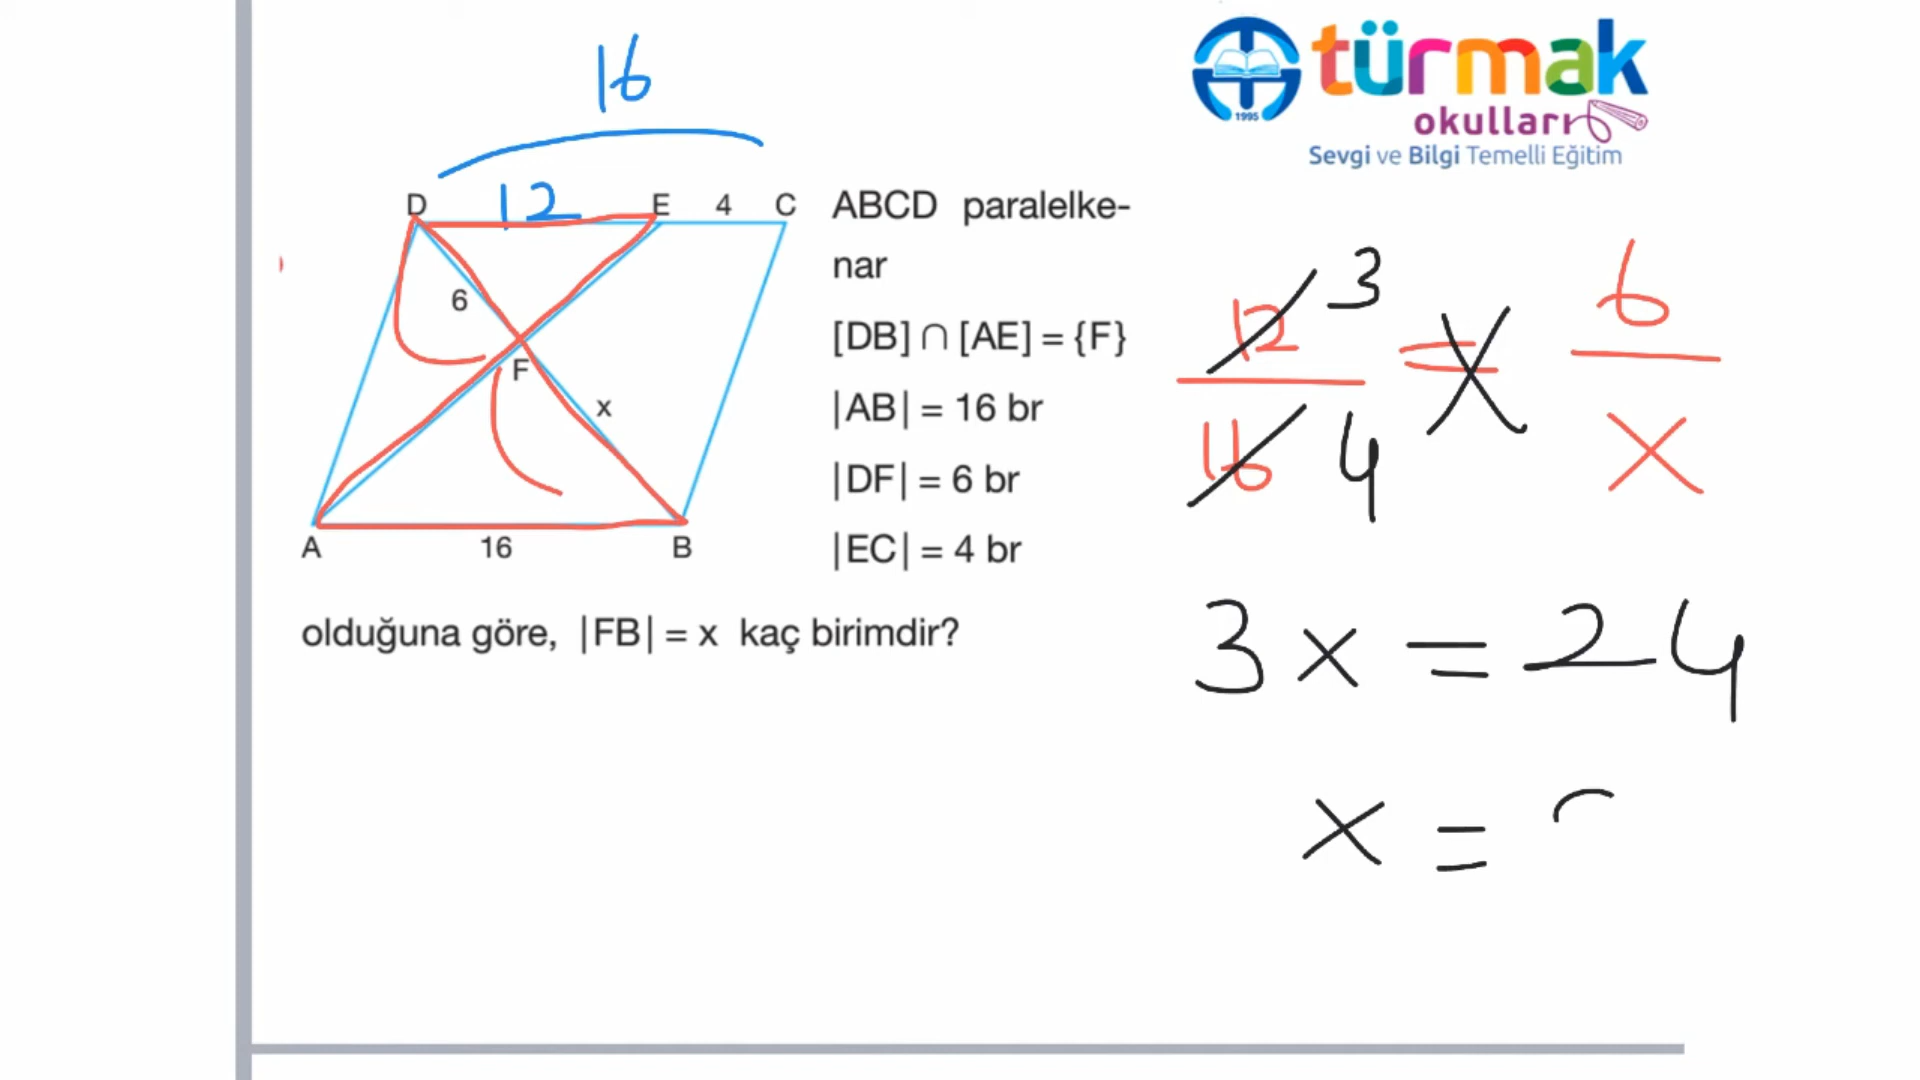 16
türmak
okulları
1995
Sevgi ve Bilgi Temelli Eğitim
D 12 E 4 C
6
F
x
A 16 B
ABCD paralelke-
nar
[DB] ∩ [AE] = {F}
|AB| = 16 br
|DF| = 6 br
|EC| = 4 br
olduğuna göre, |FB| = x kaç birimdir?
12 3 = 6
16 4 x
3x = 24
x =